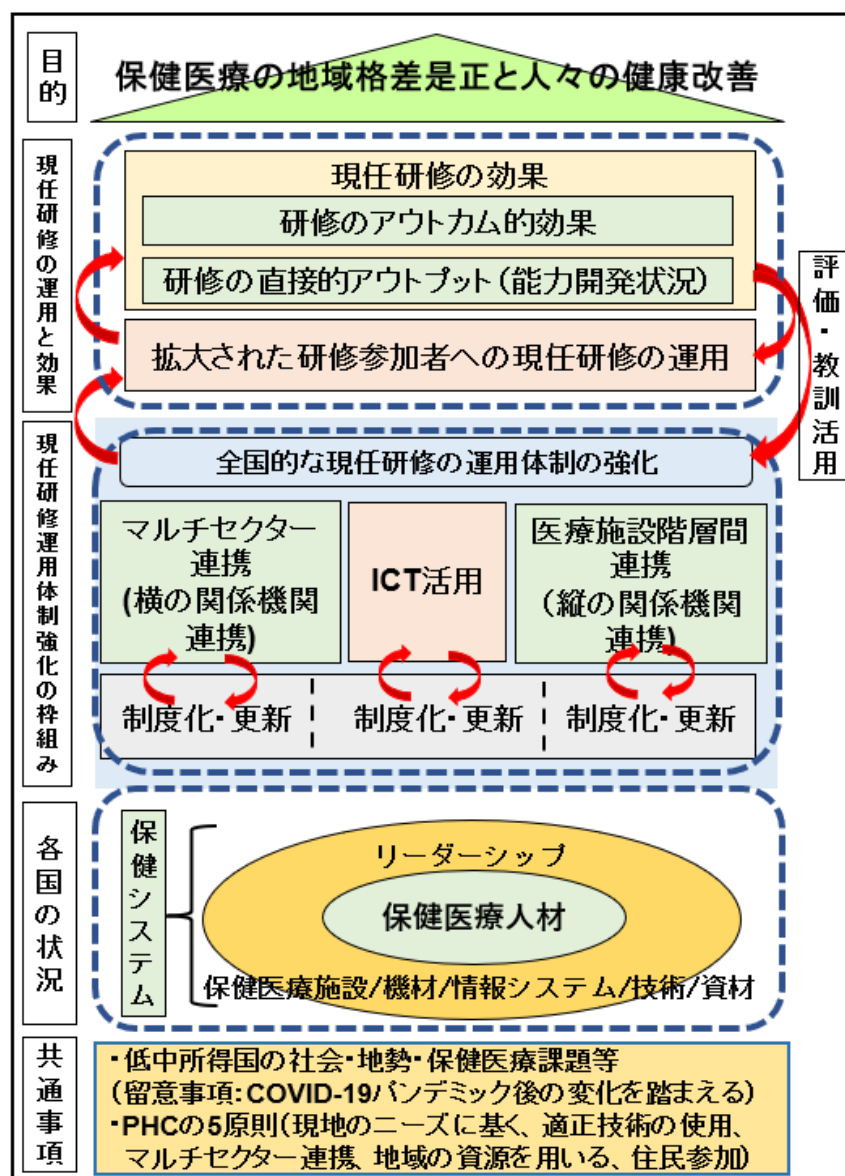 目的
保健医療の地域格差是正と人々の健康改善
現任研修の運用と効果
現任研修の効果
研修のアウトカム的効果
研修の直接的アウトプット（能力開発状況）
拡大された研修参加者への現任研修の運用
評価・教訓活用
現任研修運用体制強化の枠組み
全国的な現任研修の運用体制の強化
マルチセクター
連携
(横の関係機関
連携)
ICT活用
医療施設階層間
連携
（縦の関係機関
連携)
制度化・更新
制度化・更新
制度化・更新
各国の状況
保健システム
リーダーシップ
保健医療人材
保健医療施設/機材/情報システム/技術/資材
共通事項
・低中所得国の社会・地勢・保健医療課題等
(留意事項：COVID-19パンデミック後の変化を踏まえる)
・PHCの5原則(現地のニーズに基く、適正技術の使用、
マルチセクター連携、地域の資源を用いる、住民参加)